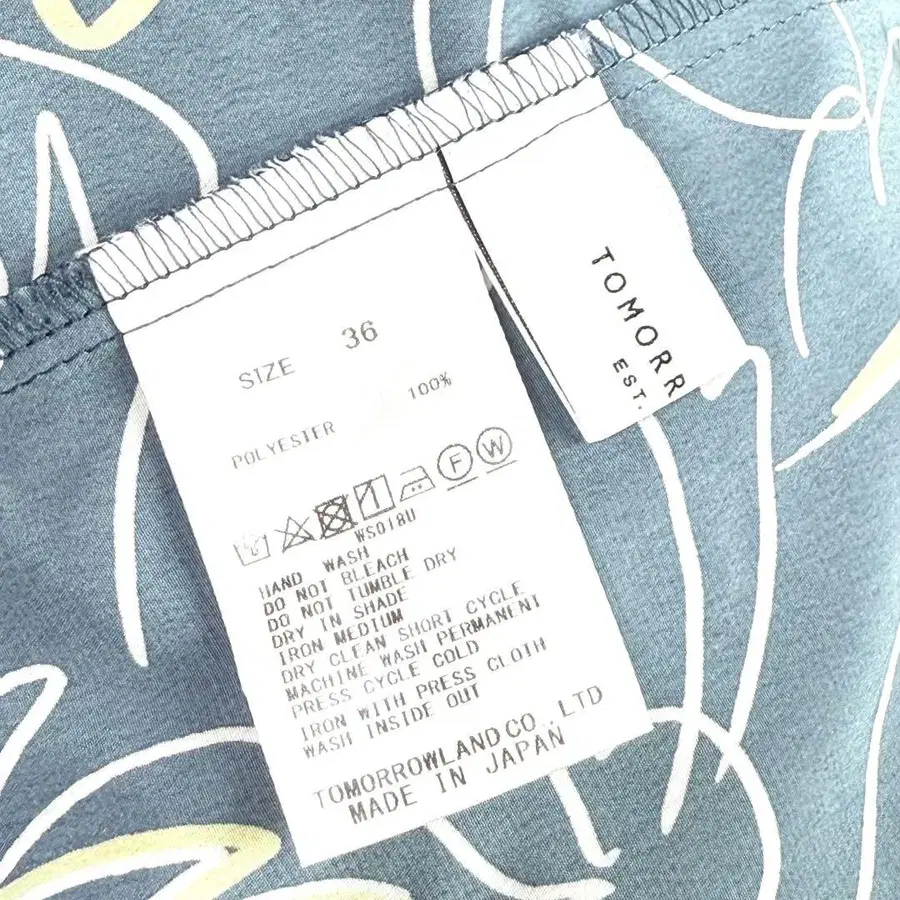 SIZE 36
POLYESTER 100%
F W
WS018U
HAND WASH
DO NOT BLEACH
DO NOT TUMBLE DRY
DRY IN SHADE
IRON MEDIUM
DRY CLEAN SHORT CYCLE
MACHINE WASH PERMANENT
PRESS CYCLE COLD
IRON WITH PRESS CLOTH
WASH INSIDE OUT
TOMORROWLAND CO., LTD
MADE IN JAPAN
TOMORR
EST.